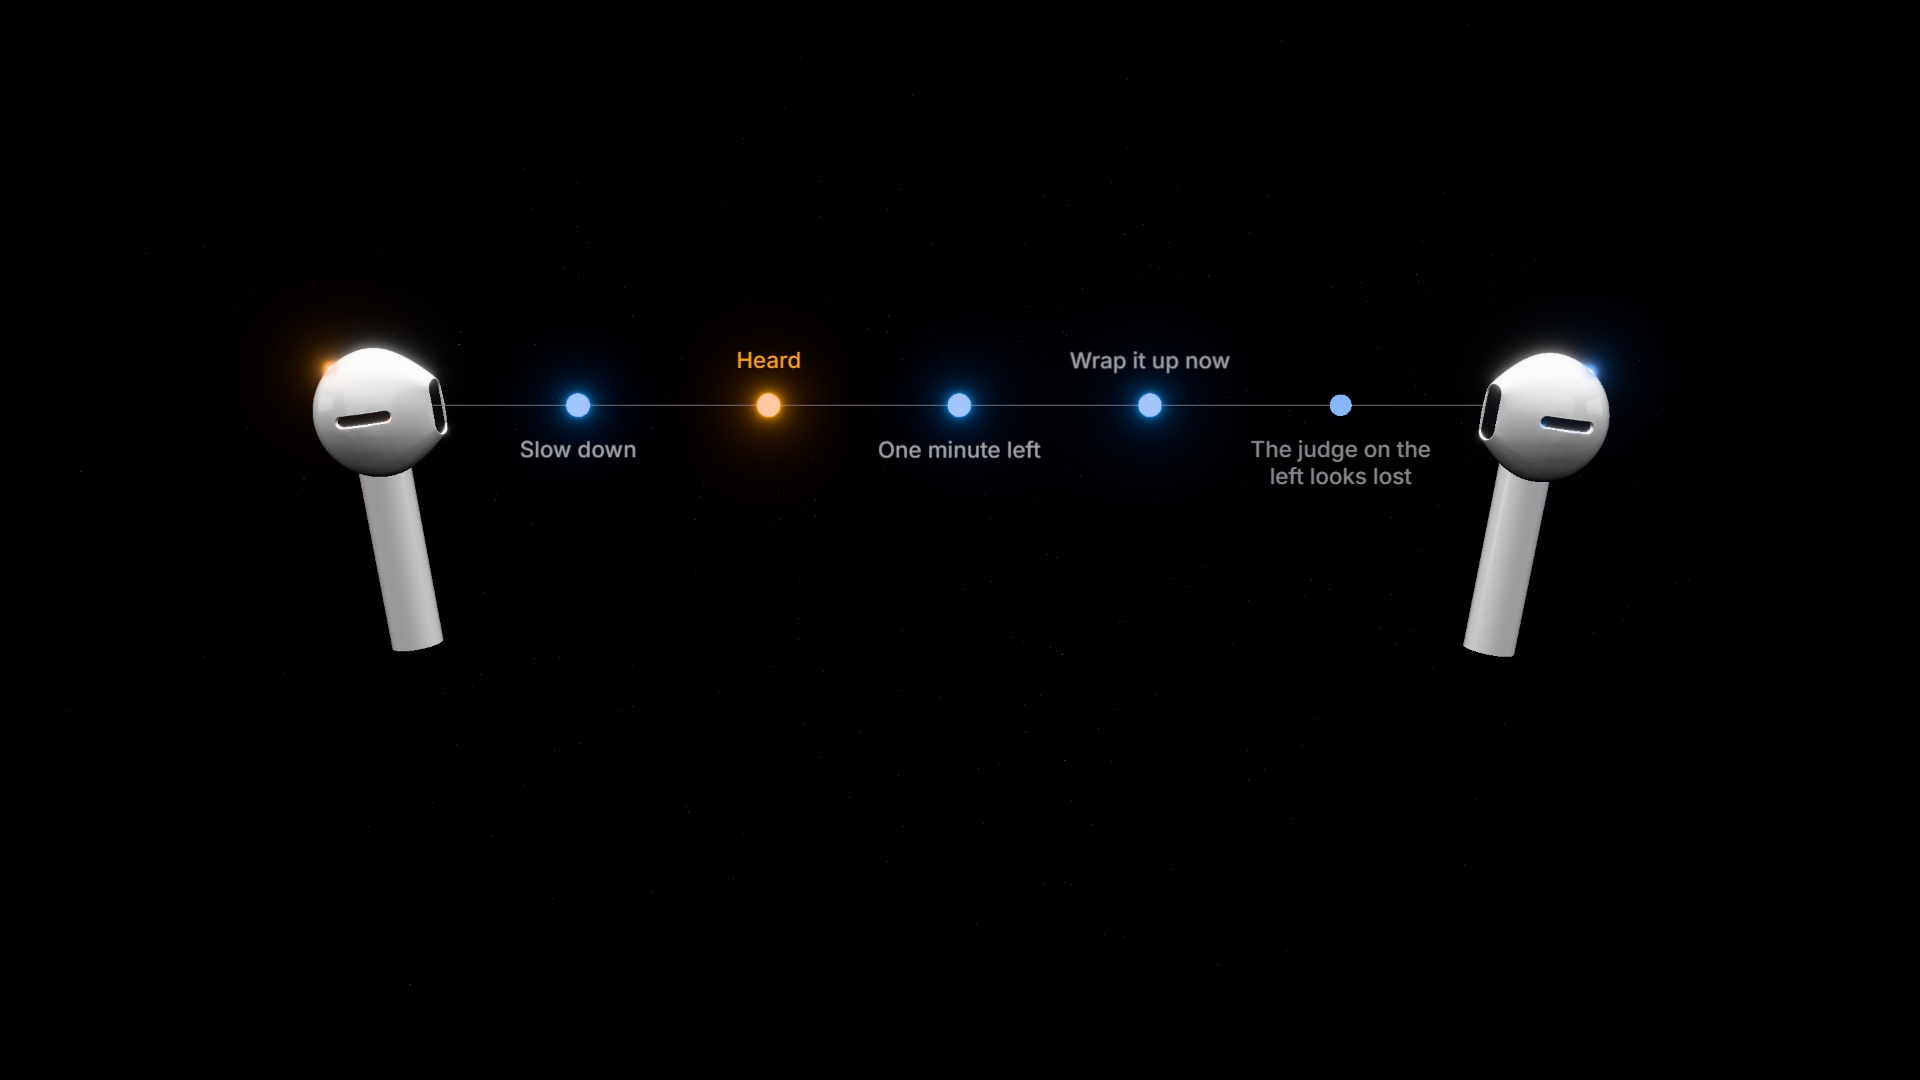 Heard
Wrap it up now
Slow down
One minute left
The judge on the
left looks lost